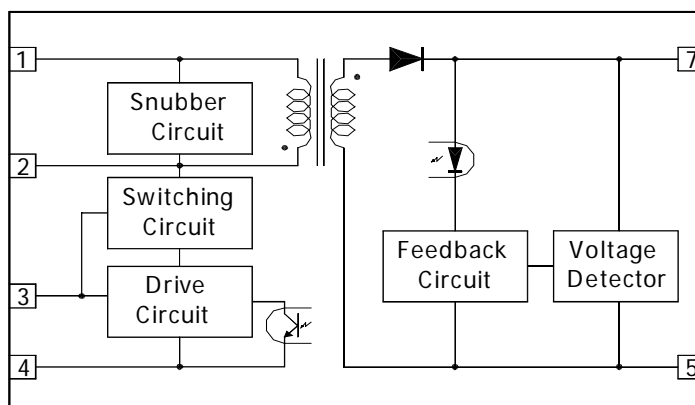 1
7
Snubber
Circuit
2
Switching
Circuit
Feedback
Circuit
Voltage
Detector
3
Drive
Circuit
4
5